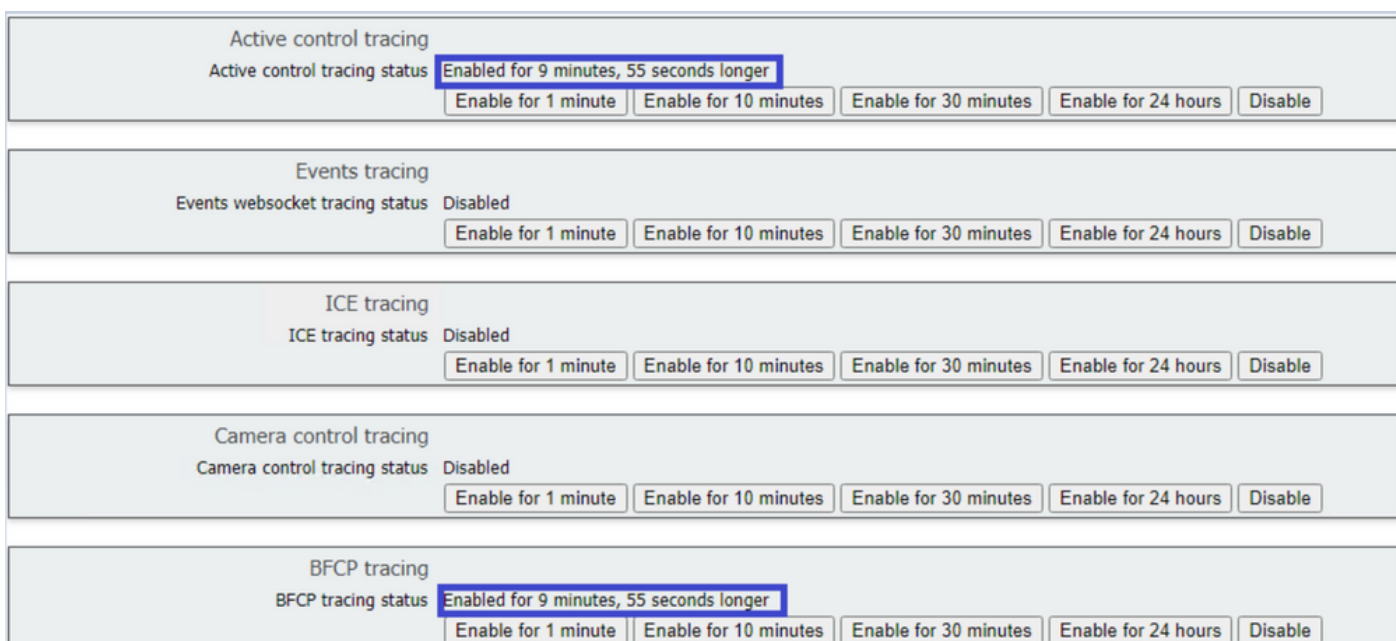 Active control tracing
Active control tracing status Enabled for 9 minutes, 55 seconds longer
Enable for 1 minute Enable for 10 minutes Enable for 30 minutes Enable for 24 hours Disable
Events tracing
Events websocket tracing status Disabled
Enable for 1 minute Enable for 10 minutes Enable for 30 minutes Enable for 24 hours Disable
ICE tracing
ICE tracing status Disabled
Enable for 1 minute Enable for 10 minutes Enable for 30 minutes Enable for 24 hours Disable
Camera control tracing
Camera control tracing status Disabled
Enable for 1 minute Enable for 10 minutes Enable for 30 minutes Enable for 24 hours Disable
BFCP tracing
BFCP tracing status Enabled for 9 minutes, 55 seconds longer
Enable for 1 minute Enable for 10 minutes Enable for 30 minutes Enable for 24 hours Disable